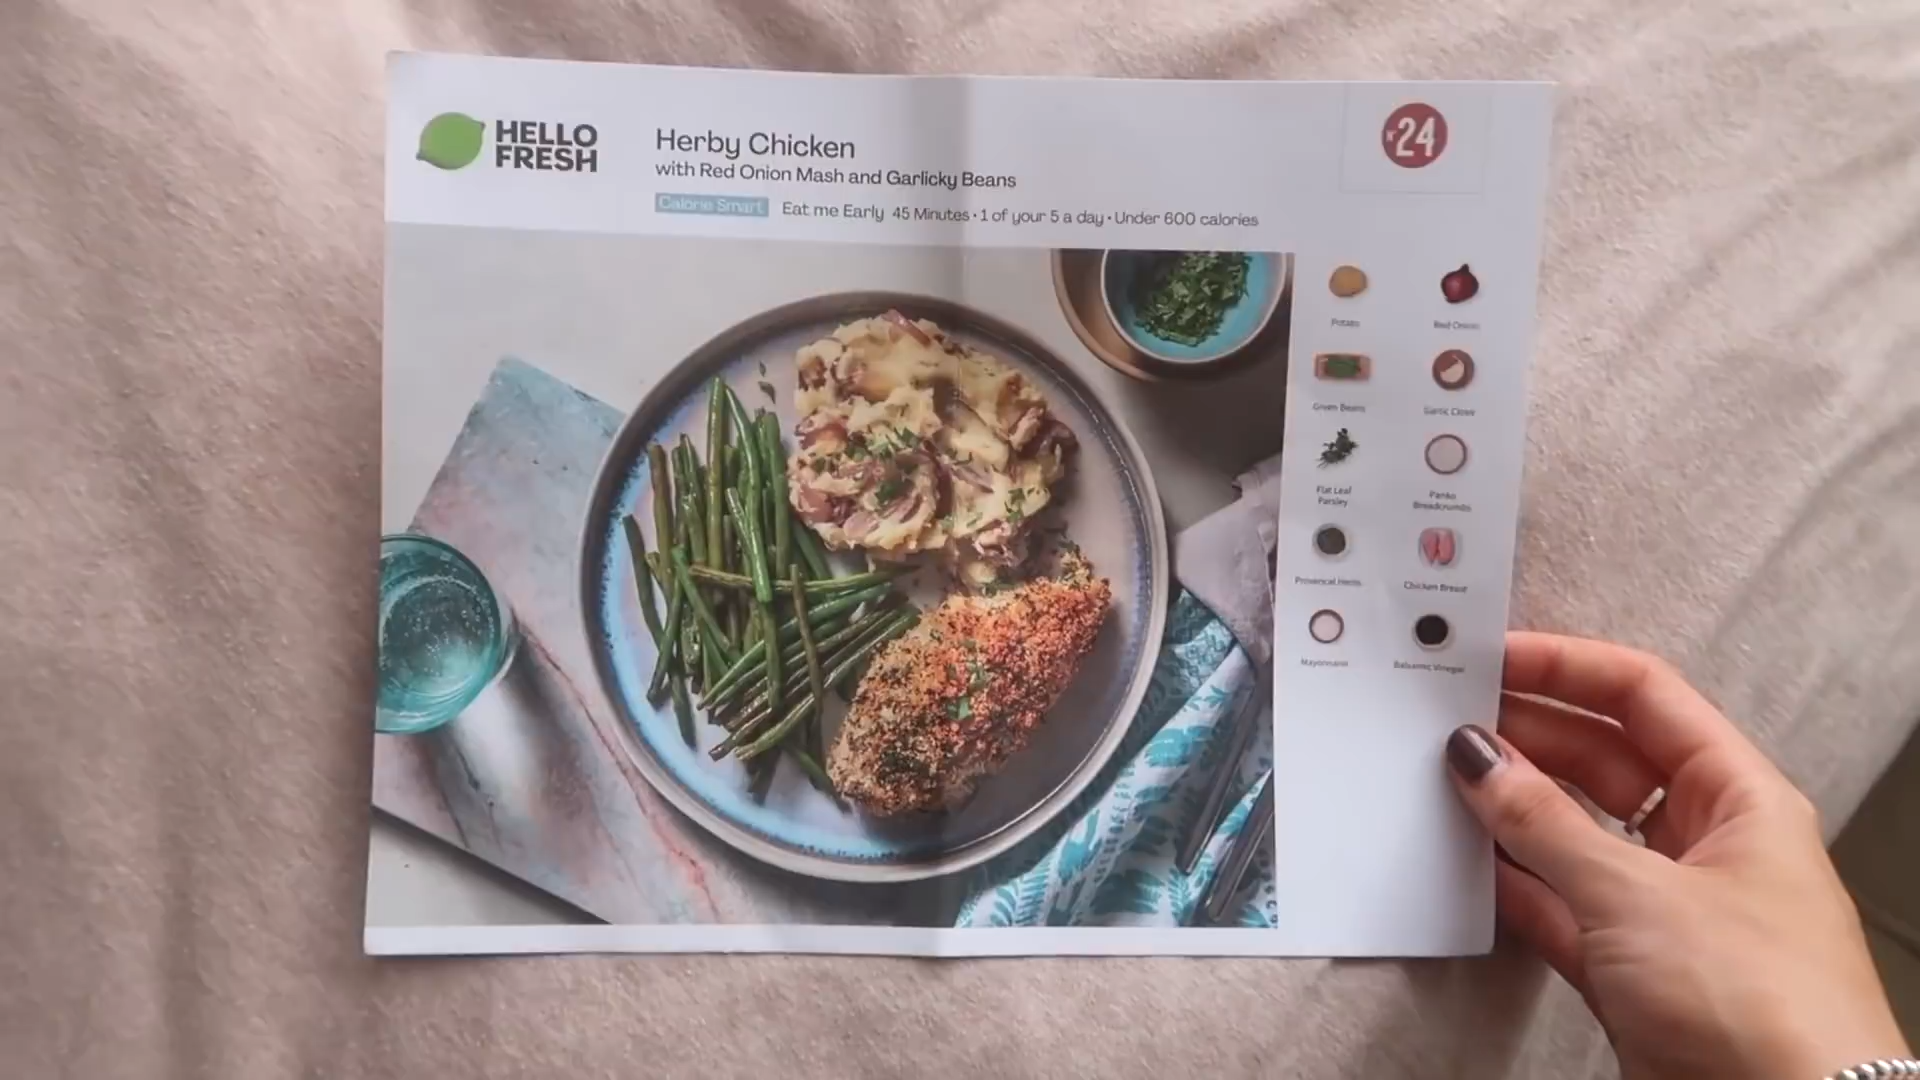 HELLO
FRESH
Herby Chicken
with Red Onion Mash and Garlicky Beans
Calorie Smart Eat me Early 45 Minutes • 1 of your 5 a day • Under 600 calories
N° 24
Potato
Red Onion
Green Beans
Garlic Clove
Flat Leaf
Parsley
Panko
Breadcrumbs
Provencal Herbs
Chicken Breast
Mayonnaise
Balsamic Vinegar